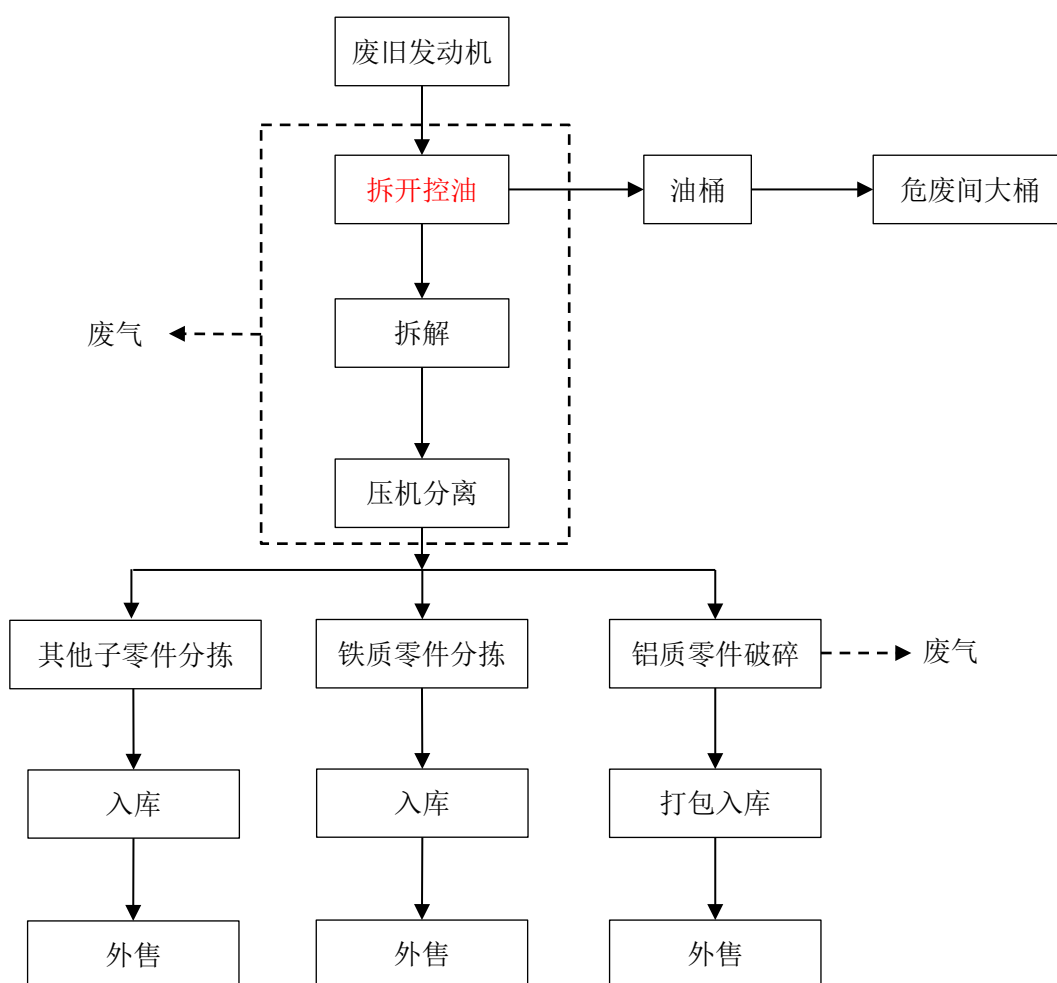 废旧发动机
拆开控油
油桶
危废间大桶
废气
拆解
压机分离
其他子零件分拣
铁质零件分拣
铝质零件破碎
废气
入库
入库
打包入库
外售
外售
外售